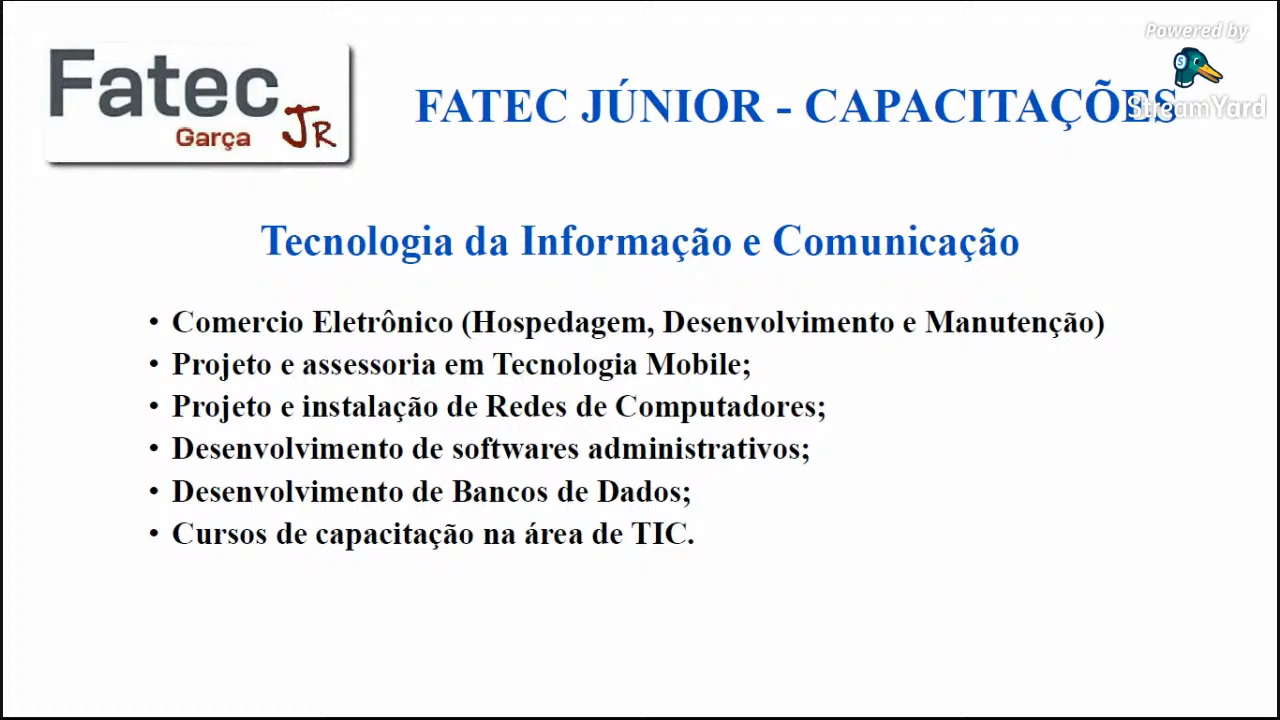 Powered by
StreamYard
Fatec
Garça JR
FATEC JÚNIOR - CAPACITAÇÕES
Tecnologia da Informação e Comunicação
• Comercio Eletrônico (Hospedagem, Desenvolvimento e Manutenção)
• Projeto e assessoria em Tecnologia Mobile;
• Projeto e instalação de Redes de Computadores;
• Desenvolvimento de softwares administrativos;
• Desenvolvimento de Bancos de Dados;
• Cursos de capacitação na área de TIC.